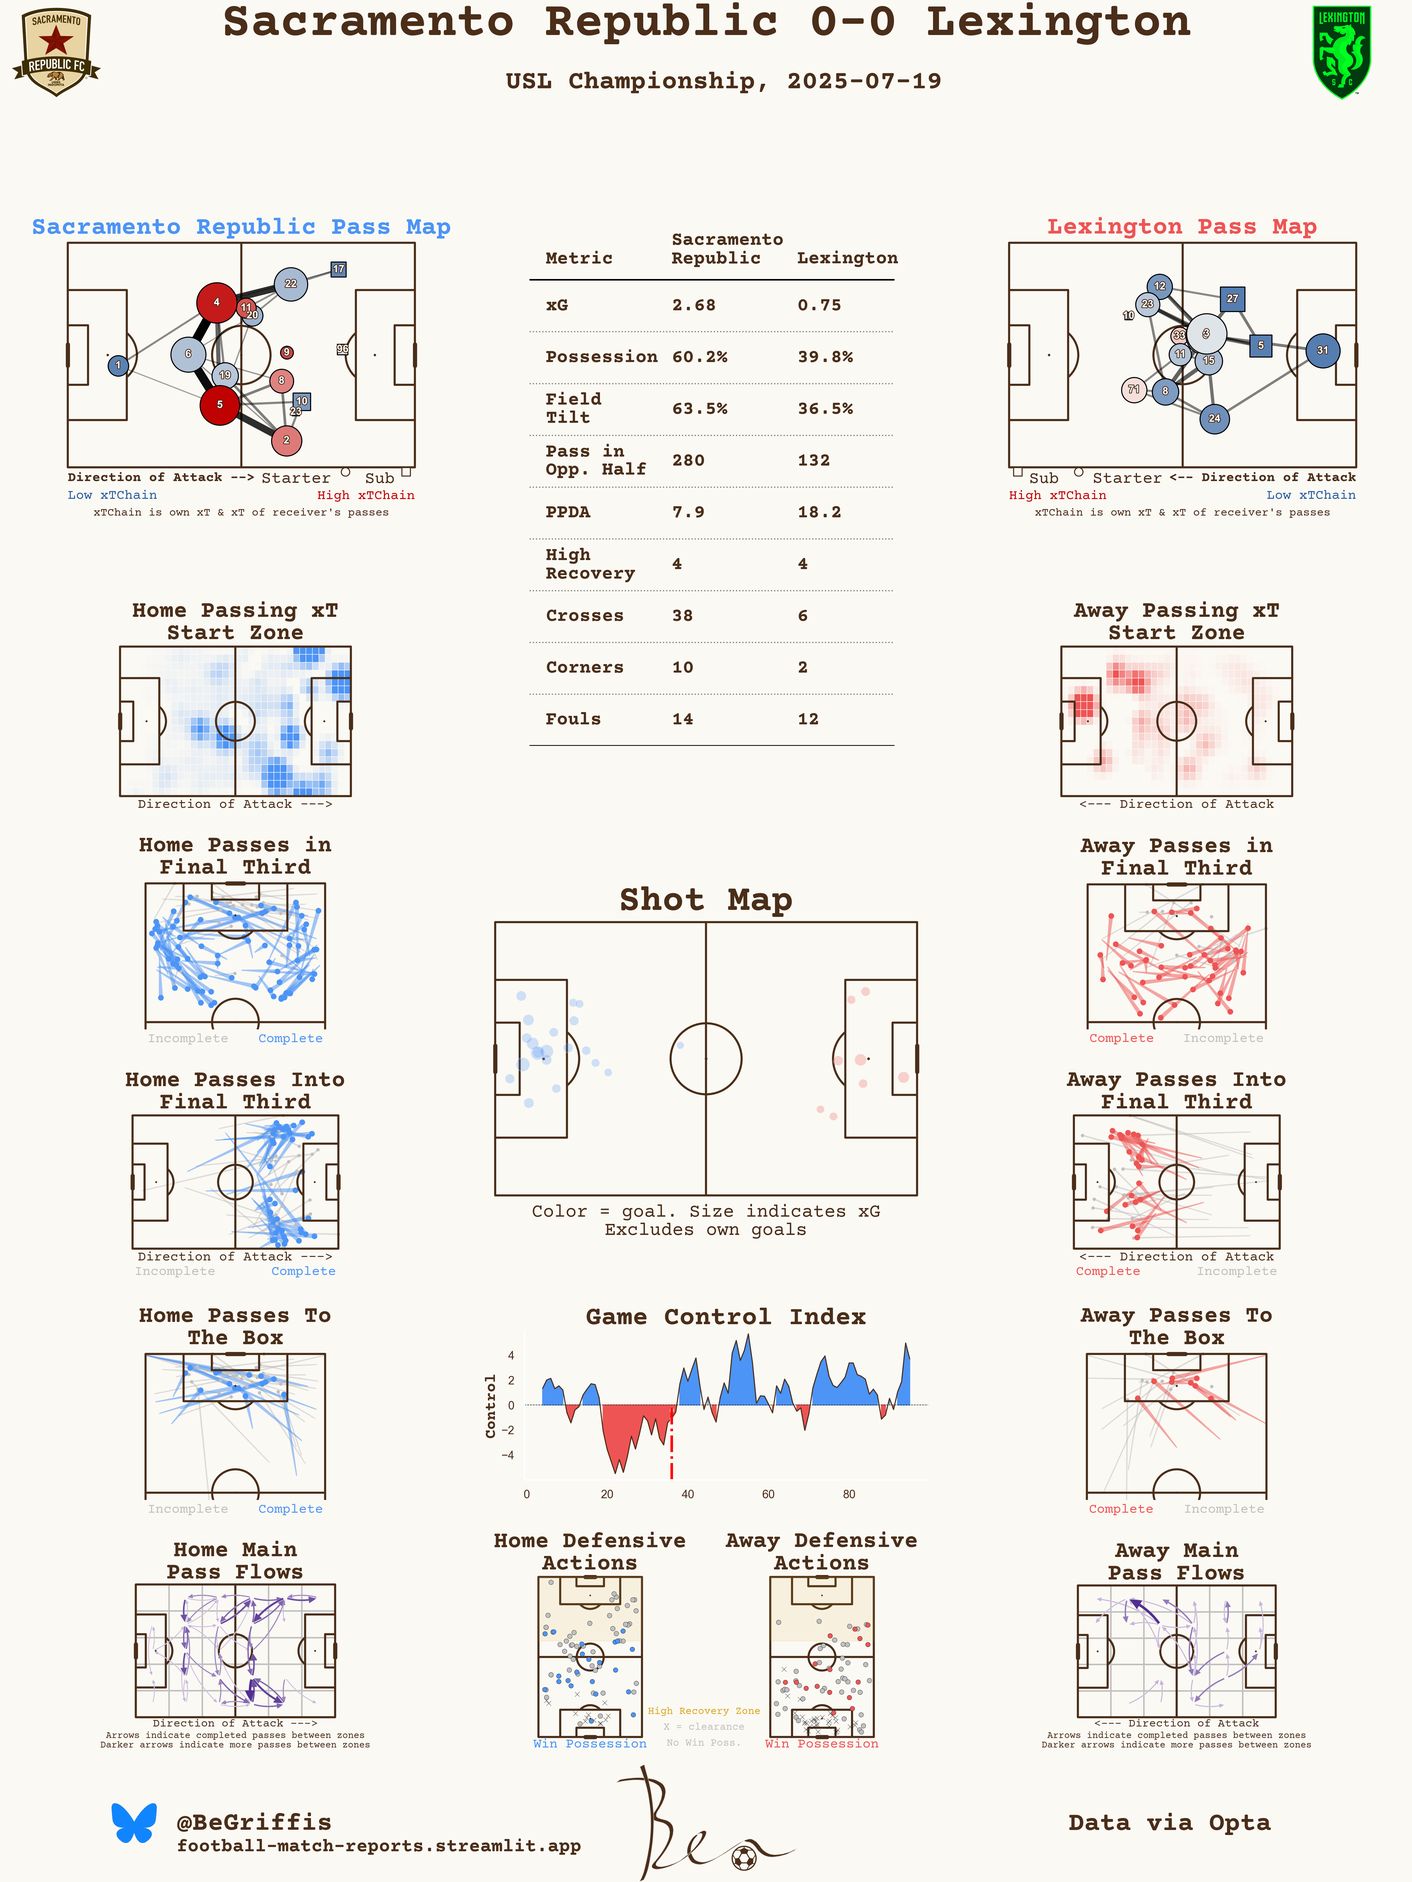 Sacramento Republic 0-0 Lexington
USL Championship, 2025-07-19
SACRAMENTO
REPUBLIC FC
LEXINGTON
S C
Sacramento Republic Pass Map
17
22
4
11
20
6
9
96
1
19
8
10
5
23
2
Direction of Attack --> Starter Sub
Low xTChain High xTChain
xTChain is own xT & xT of receiver's passes
Metric Sacramento Republic Lexington
xG 2.68 0.75
Possession 60.2% 39.8%
Field Tilt 63.5% 36.5%
Pass in Opp. Half 280 132
PPDA 7.9 18.2
High Recovery 4 4
Crosses 38 6
Corners 10 2
Fouls 14 12
Lexington Pass Map
12
23
27
10
33
3
5
31
11
15
71
8
24
Sub Starter <-- Direction of Attack
High xTChain Low xTChain
xTChain is own xT & xT of receiver's passes
Home Passing xT
Start Zone
Direction of Attack --->
Away Passing xT
Start Zone
<--- Direction of Attack
Home Passes in
Final Third
Incomplete Complete
Away Passes in
Final Third
Complete Incomplete
Shot Map
Color = goal. Size indicates xG
Excludes own goals
Home Passes Into
Final Third
Direction of Attack --->
Incomplete Complete
Away Passes Into
Final Third
<--- Direction of Attack
Complete Incomplete
Home Passes To
The Box
Incomplete Complete
Game Control Index
Control
4
2
0
−2
−4
0 20 40 60 80
Away Passes To
The Box
Complete Incomplete
Home Main
Pass Flows
Direction of Attack --->
Arrows indicate completed passes between zones
Darker arrows indicate more passes between zones
Home Defensive
Actions
Win Possession
High Recovery Zone
X = clearance
No Win Poss.
Away Defensive
Actions
Win Possession
Away Main
Pass Flows
<--- Direction of Attack
Arrows indicate completed passes between zones
Darker arrows indicate more passes between zones
@BeGriffis
football-match-reports.streamlit.app
Ben
Data via Opta